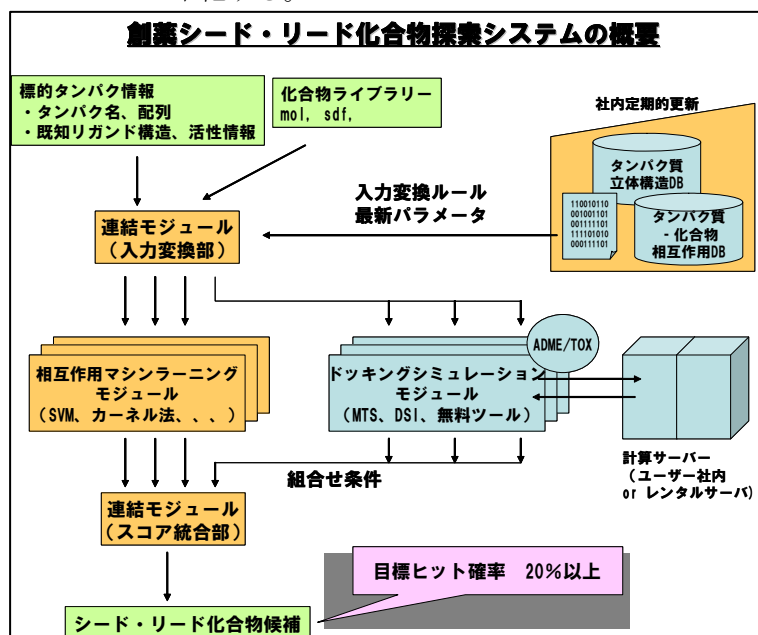 創薬シード・リード化合物探索システムの概要
標的タンパク情報
・タンパク名、配列
・既知リガンド構造、活性情報
化合物ライブラリー
mol, sdf,
社内定期的更新
タンパク質
立体構造DB
110010110
001001101
001111101
111101010
000111101
タンパク質
-化合物
相互作用DB
入力変換ルール
最新パラメータ
連結モジュール
（入力変換部）
ADME/TOX
相互作用マシンラーニング
モジュール
（SVM、カーネル法、、、）
ドッキングシミュレーション
モジュール
（MTS、DSI、無料ツール）
計算サーバー
（ユーザー社内
or レンタルサーバ）
組合せ条件
連結モジュール
（スコア統合部）
目標ヒット確率 20%以上
シード・リード化合物候補